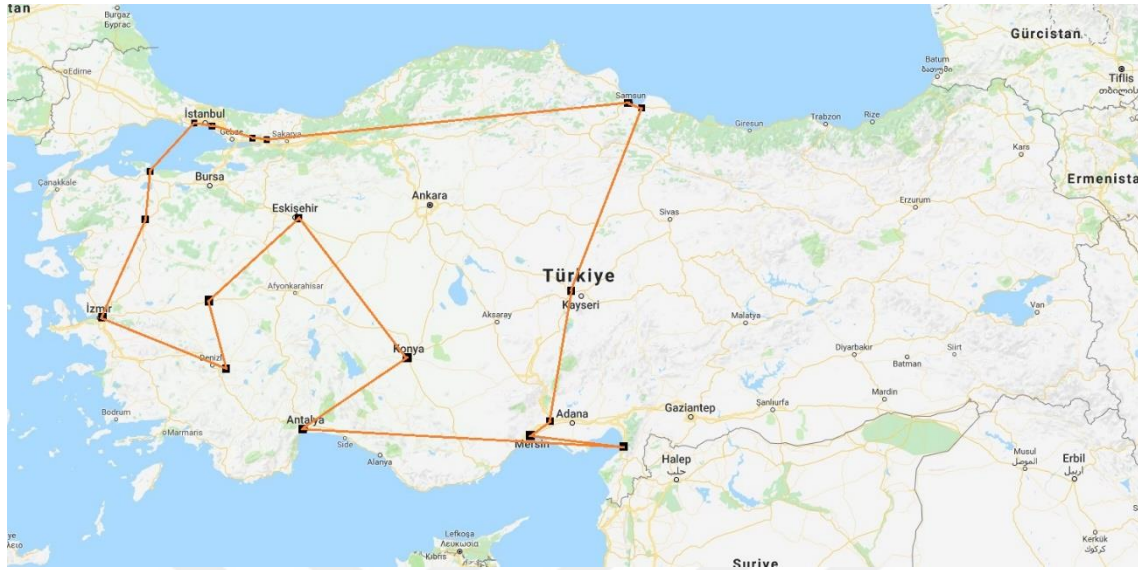 tan
Burgaz
Бургас
Gürcistan
Batum
ბათუმი
Tiflis
თბილისი
Edirne
İstanbul
Gebze
Sakarya
Samsun
Giresun
Trabzon
Rize
Kars
Ermenista
Çanakkale
Bursa
Eskişehir
Ankara
Sivas
Erzurum
Türkiye
Kayseri
Afyonkarahisar
İzmir
Aksaray
Malatya
Van
Konya
Denizli
Diyarbakır
Batman
Siirt
Mardin
Bodrum
Marmaris
Antalya
Side
Alanya
Mersin
Adana
Gaziantep
Şanlıurfa
Halep
حلب
Musul
الموصل
Erbil
اربيل
Lefkoşa
Λευκωσία
Kıbrıs
Kerkük
كركوك
Suriye